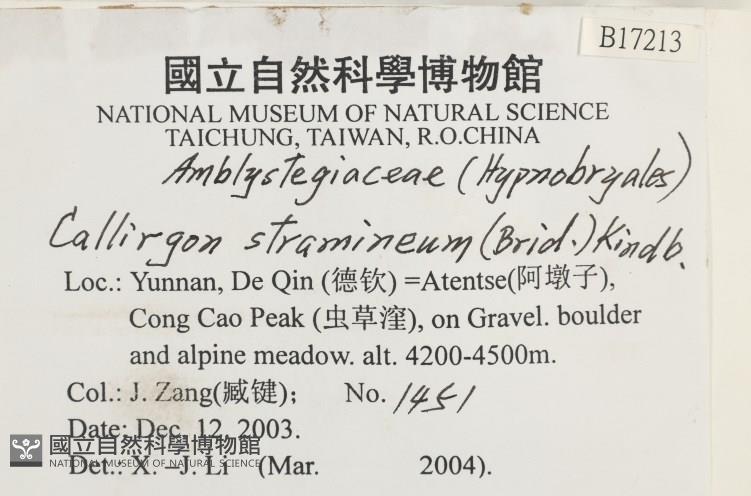 B17213
國立自然科學博物館
NATIONAL MUSEUM OF NATURAL SCIENCE
TAICHUNG, TAIWAN, R.O.CHINA
Amblystegiaceae (Hypnobryales)
Callirgon stramineum (Brid.) Kindb.
Loc.: Yunnan, De Qin (德钦) =Atentse(阿墩子),
Cong Cao Peak (虫草漥), on Gravel. boulder
and alpine meadow. alt. 4200-4500m.
Col.: J. Zang(臧键); No. 1451
Date: Dec. 12, 2003.
Det.: X. –J. Li (Mar. 2004).
國立自然科學博物館
NATIONAL MUSEUM OF NATURAL SCIENCE